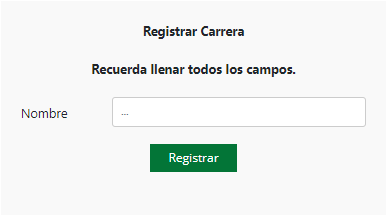 Registrar Carrera
Recuerda llenar todos los campos.
Nombre
...
Registrar